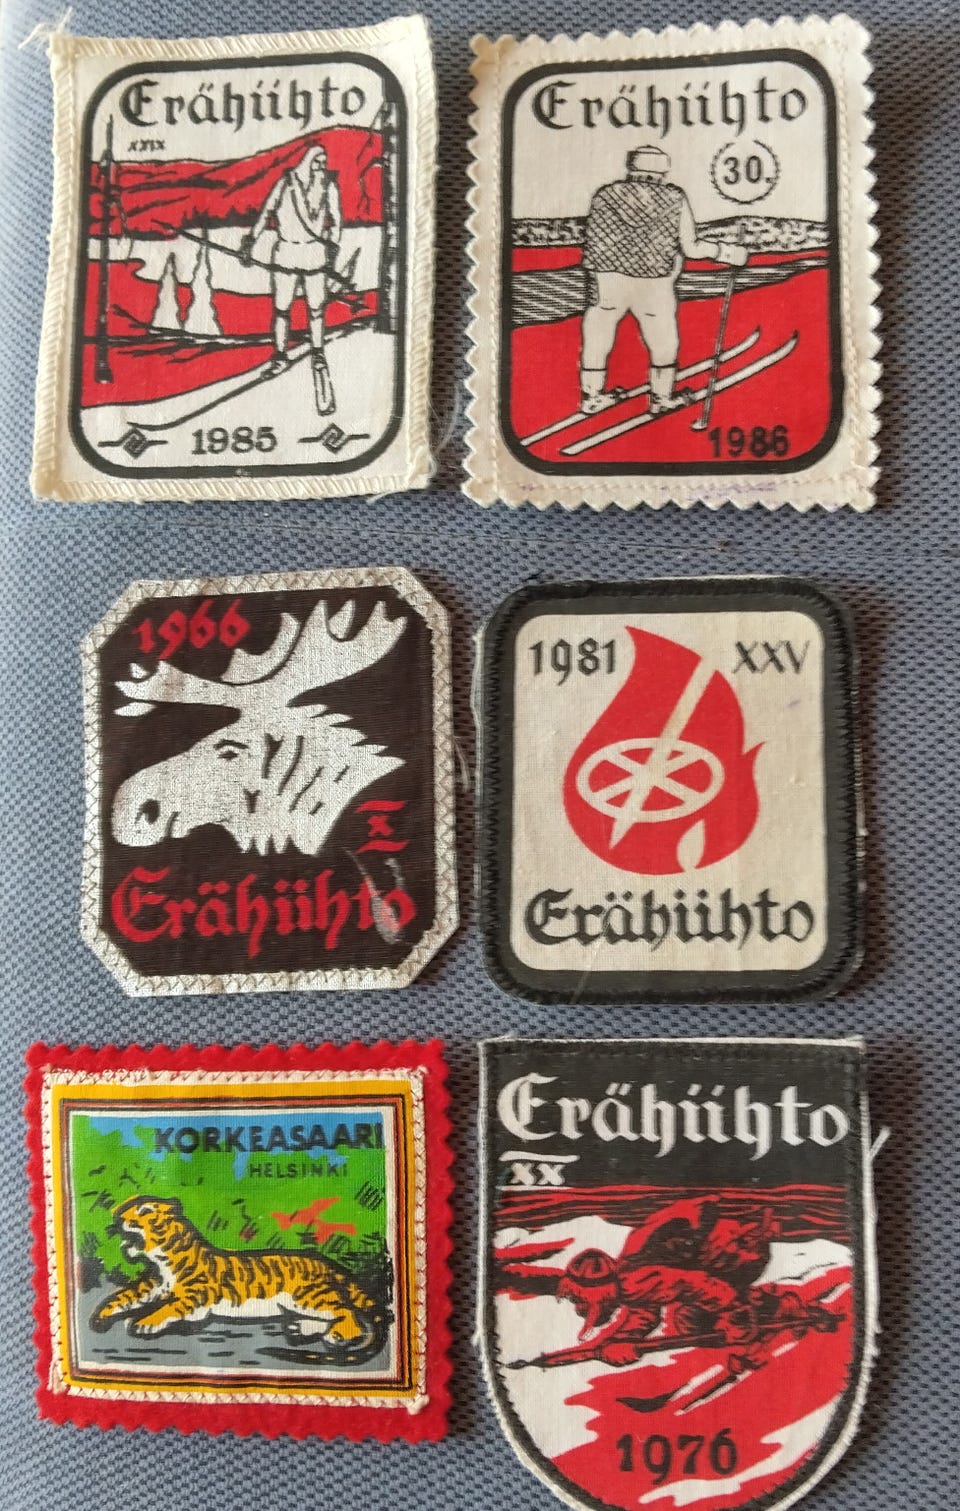 Erähiihto
XXIX
1985
Erähiihto
30.
1986
1966
X
Erähiihto
1981 XXV
Erähiihto
KORKEASAARI
HELSINKI
Erähiihto
XX
1976